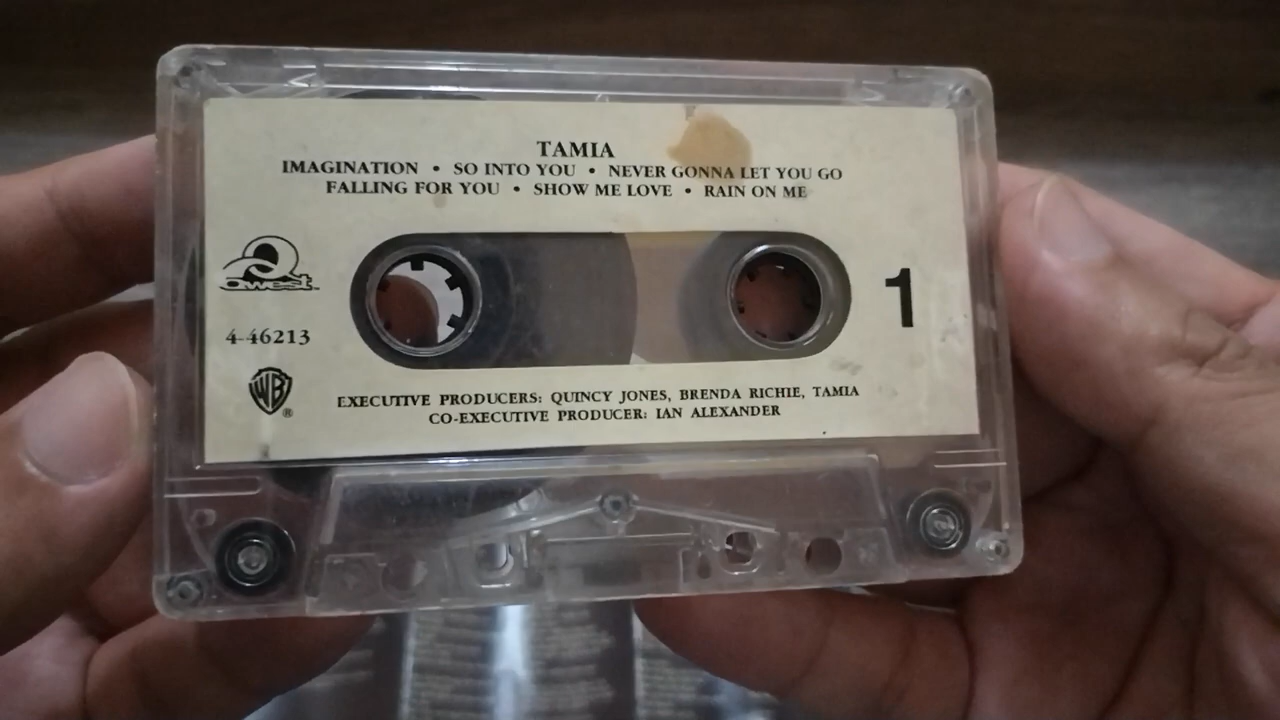 TAMIA
IMAGINATION • SO INTO YOU • NEVER GONNA LET YOU GO
FALLING FOR YOU • SHOW ME LOVE • RAIN ON ME
Qwest
1
4-46213
WB
®
EXECUTIVE PRODUCERS: QUINCY JONES, BRENDA RICHIE, TAMIA
CO-EXECUTIVE PRODUCER: IAN ALEXANDER